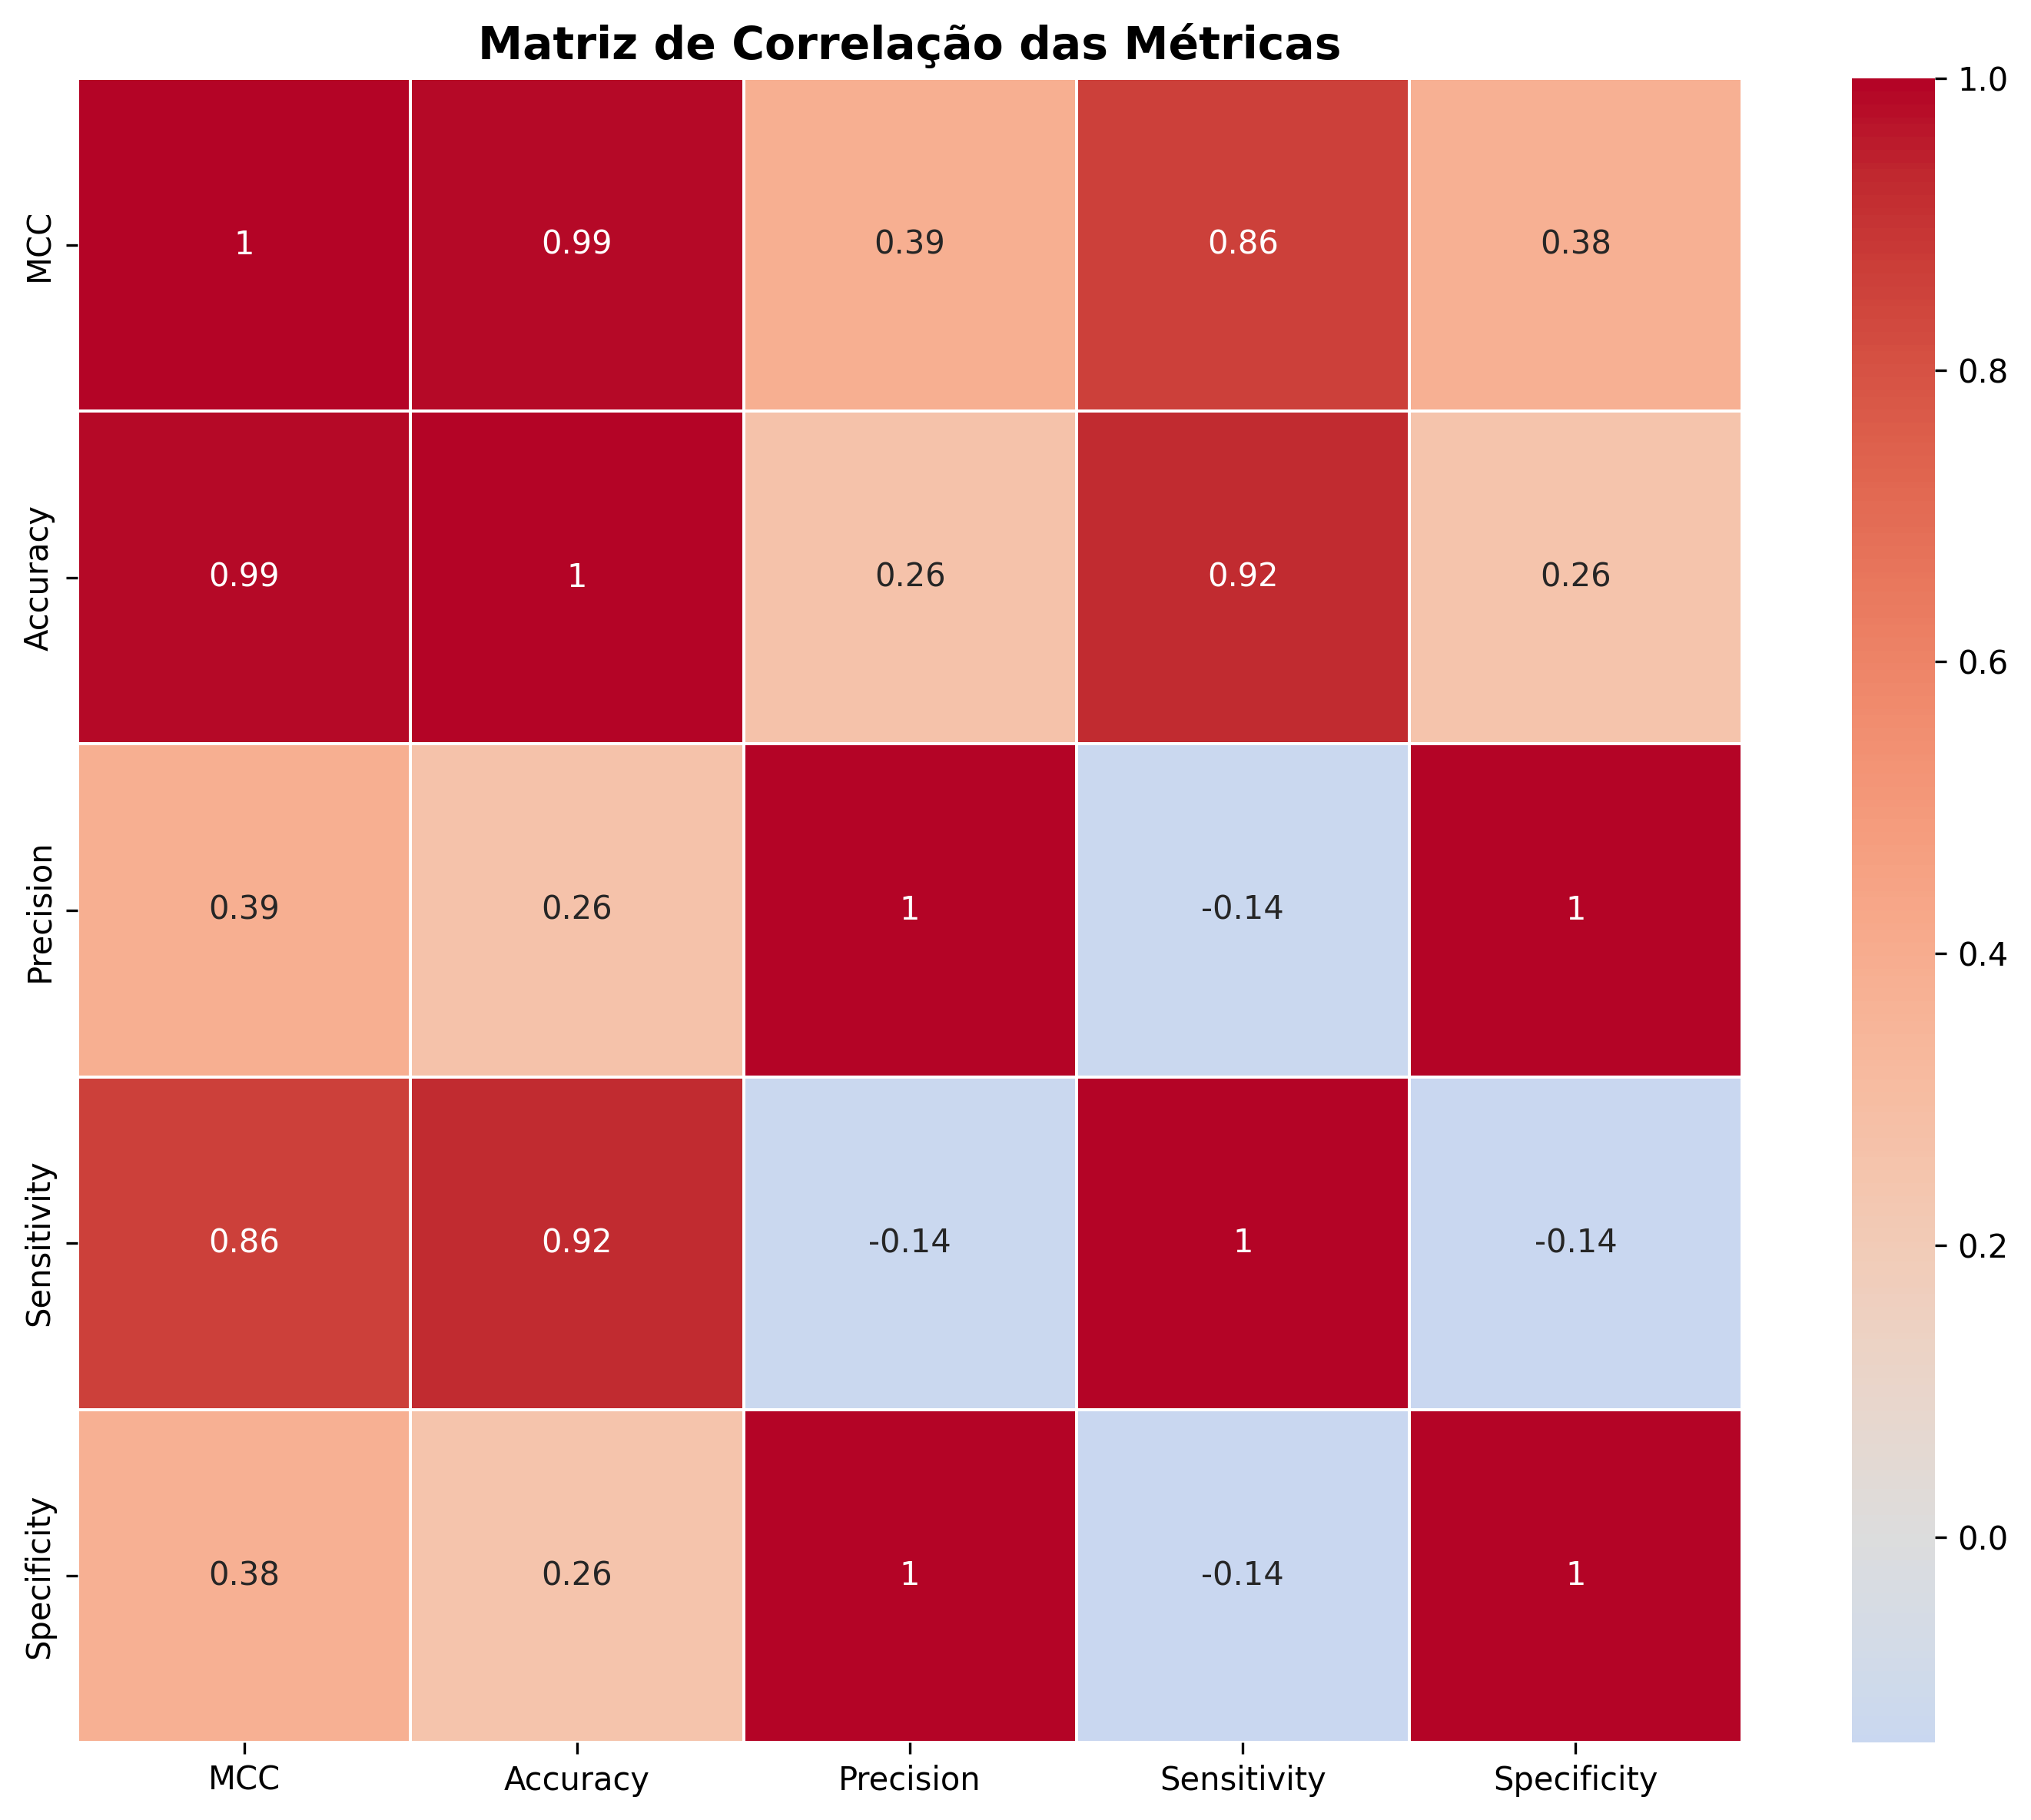 Matriz de Correlação das Métricas
MCC
1
0.99
0.39
0.86
0.38
Accuracy
0.99
1
0.26
0.92
0.26
Precision
0.39
0.26
1
-0.14
1
Sensitivity
0.86
0.92
-0.14
1
-0.14
Specificity
0.38
0.26
1
-0.14
1
MCC
Accuracy
Precision
Sensitivity
Specificity
1.0
0.8
0.6
0.4
0.2
0.0